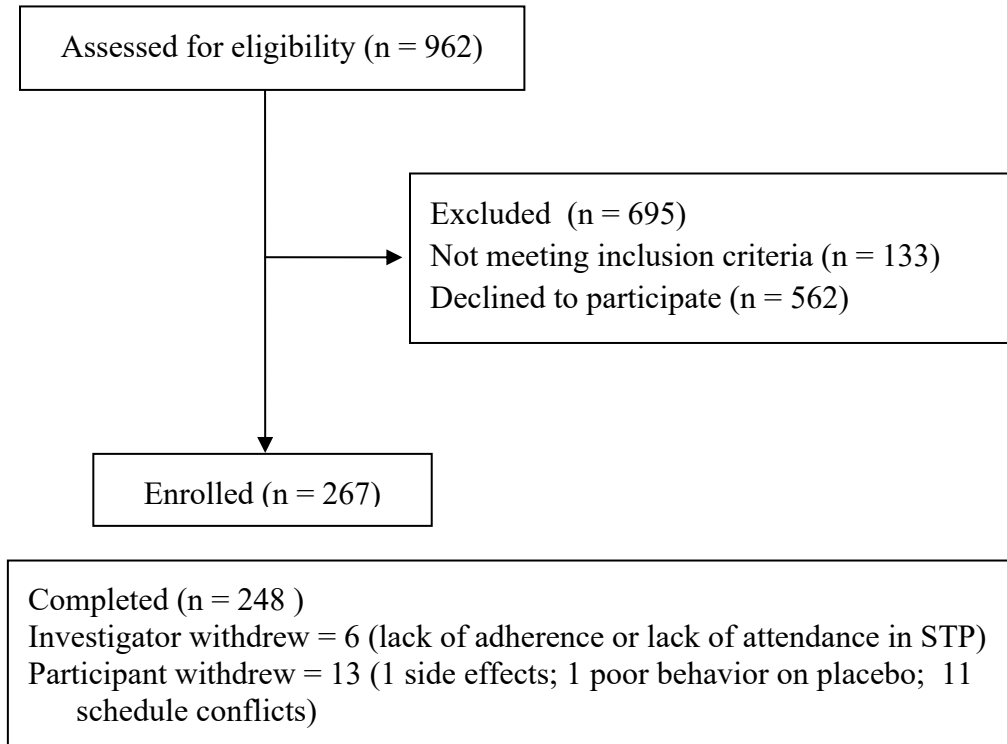 Assessed for eligibility (n = 962)
Excluded  (n = 695)
Not meeting inclusion criteria (n = 133)
Declined to participate (n = 562)
Enrolled (n = 267)
Completed (n = 248 )
Investigator withdrew = 6 (lack of adherence or lack of attendance in STP)
Participant withdrew = 13 (1 side effects; 1 poor behavior on placebo;  11
schedule conflicts)